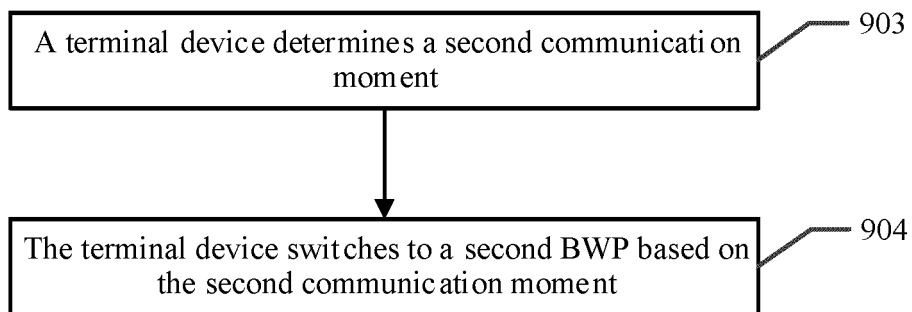 A terminal device determines a second communication
moment
903
The terminal device switches to a second BWP based on
the second communication moment
904